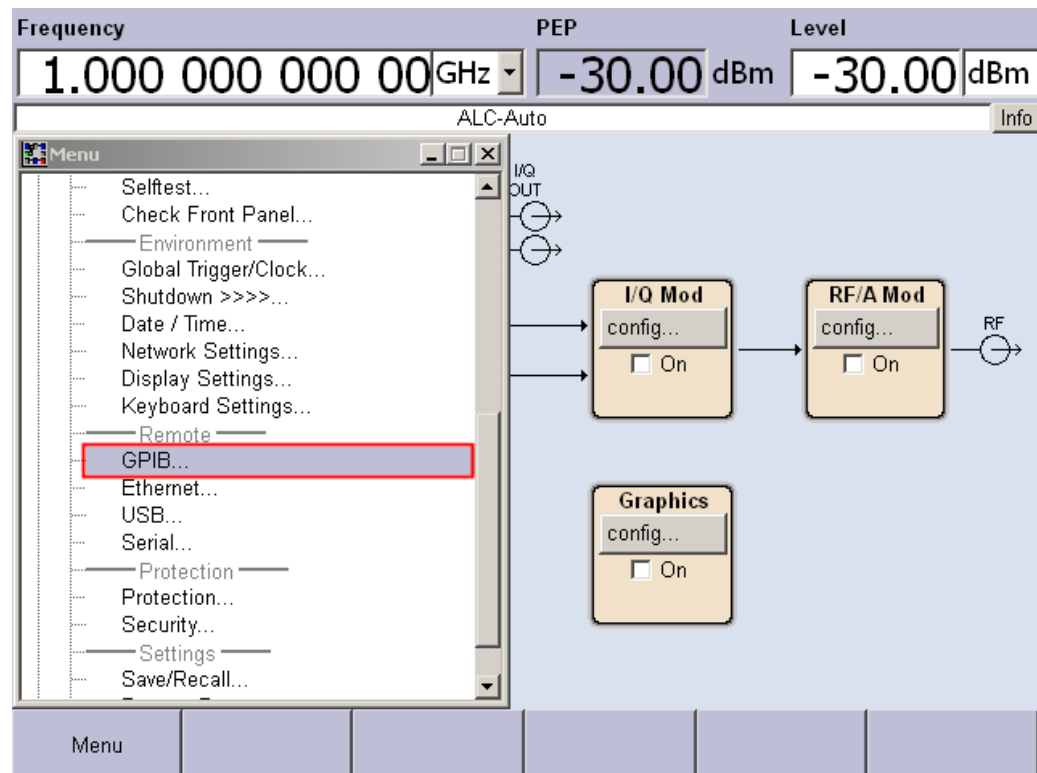 Frequency PEP Level
1.000 000 000 00 GHz -30.00 dBm -30.00 dBm
ALC-Auto Info
Menu
Selftest...
Check Front Panel...
Environment
Global Trigger/Clock...
Shutdown >>>>...
Date / Time...
Network Settings...
Display Settings...
Keyboard Settings...
Remote
GPIB...
Ethernet...
USB...
Serial...
Protection
Protection...
Security...
Settings
Save/Recall...
I/Q
OUT
I/Q Mod
config...
On
RF/A Mod
config...
On
RF
Graphics
config...
On
Menu